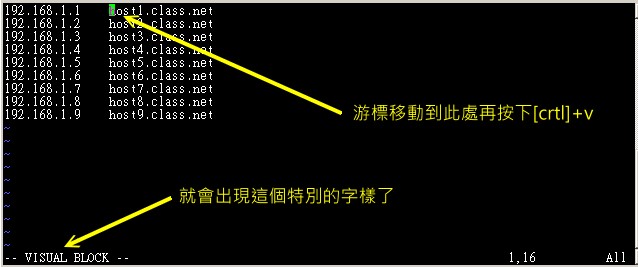 192.168.1.1    host1.class.net
192.168.1.2    host2.class.net
192.168.1.3    host3.class.net
192.168.1.4    host4.class.net
192.168.1.5    host5.class.net
192.168.1.6    host6.class.net
192.168.1.7    host7.class.net
192.168.1.8    host8.class.net
192.168.1.9    host9.class.net
游標移動到此處再按下[crtl]+v
~
~
~
~
~
~
~
~
~
~
就會出現這個特別的字樣了
-- VISUAL BLOCK --    1,16    All